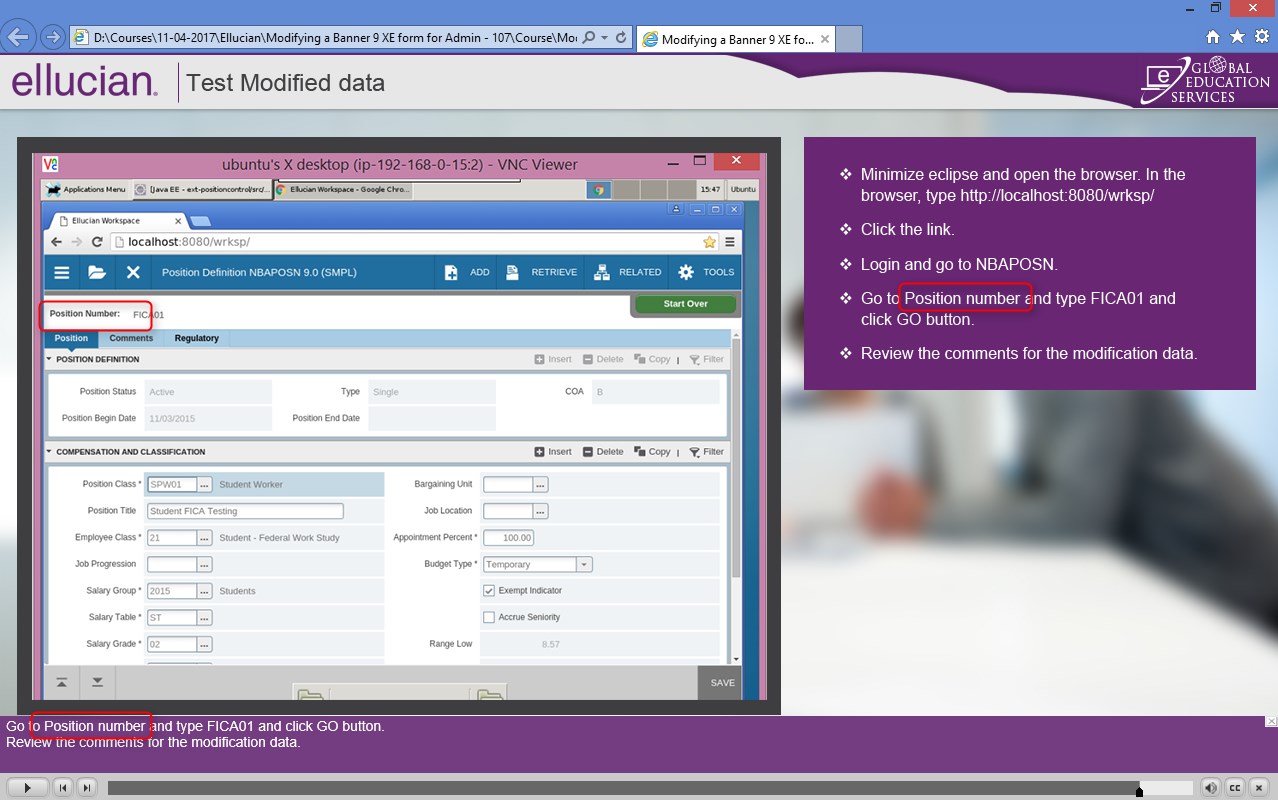 D:\Courses\11-04-2017\Ellucian\Modifying a Banner 9 XE form for Admin - 107\Course\Mo
Modifying a Banner 9 XE fo...
ellucian.
Test Modified data
GLOBAL
EDUCATION
SERVICES
ubuntu's X desktop (ip-192-168-0-15:2) - VNC Viewer
Applications Menu
[Java EE - ext-positioncontrol/src/...
Ellucian Workspace - Google Chro...
15:47
Ubuntu
Ellucian Workspace
localhost:8080/wrksp/
Position Definition NBAPOSN 9.0 (SMPL)
ADD
RETRIEVE
RELATED
TOOLS
Position Number: FICA01
Start Over
Position Comments Regulatory
POSITION DEFINITION
Insert Delete Copy Filter
Position Status Active Type Single COA B
Position Begin Date 11/03/2015 Position End Date
COMPENSATION AND CLASSIFICATION
Insert Delete Copy Filter
Position Class * SPW01 ... Student Worker Bargaining Unit ...
Position Title Student FICA Testing Job Location ...
Employee Class * 21 ... Student - Federal Work Study Appointment Percent * 100.00
Job Progression ... Budget Type * Temporary
Salary Group * 2015 ... Students Exempt Indicator
Salary Table * ST ... Accrue Seniority
Salary Grade * 02 ... Range Low 8.57
SAVE
Minimize eclipse and open the browser. In the
browser, type http://localhost:8080/wrksp/
Click the link.
Login and go to NBAPOSN.
Go to Position number and type FICA01 and
click GO button.
Review the comments for the modification data.
Go to Position number and type FICA01 and click GO button.
Review the comments for the modification data.
CC